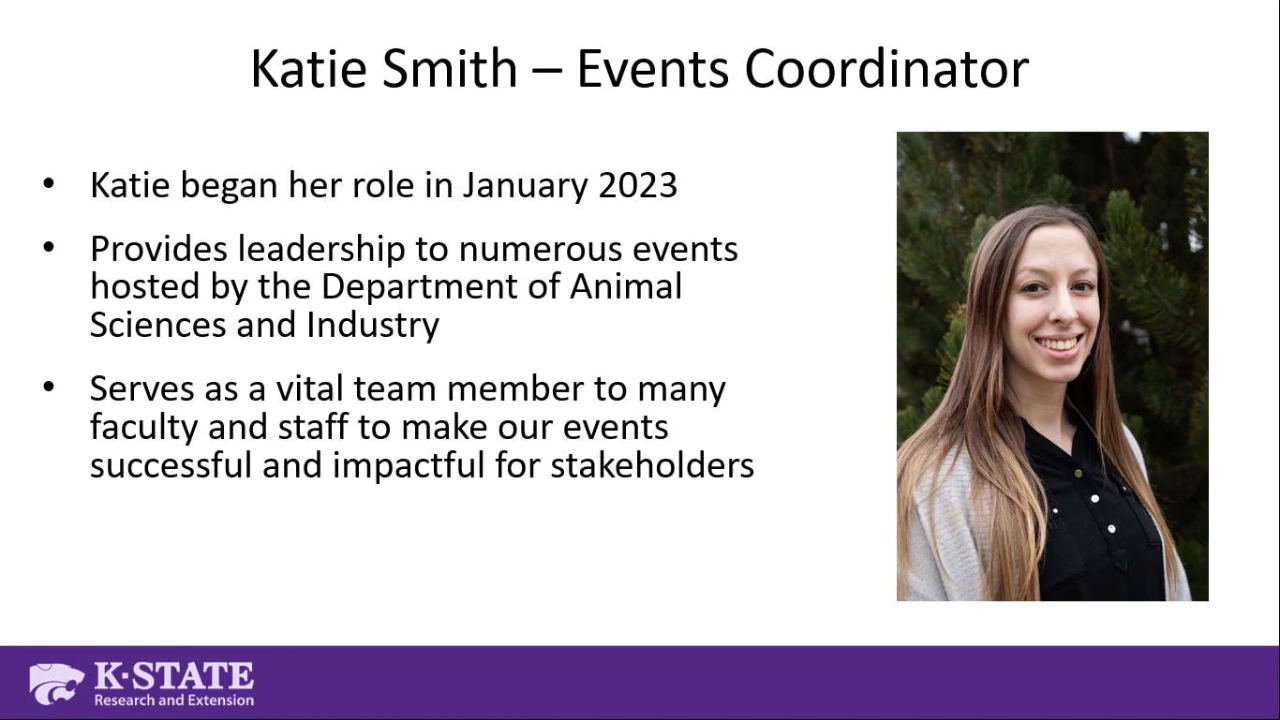 Katie Smith – Events Coordinator
• Katie began her role in January 2023
• Provides leadership to numerous events
hosted by the Department of Animal
Sciences and Industry
• Serves as a vital team member to many
faculty and staff to make our events
successful and impactful for stakeholders
K·STATE
Research and Extension